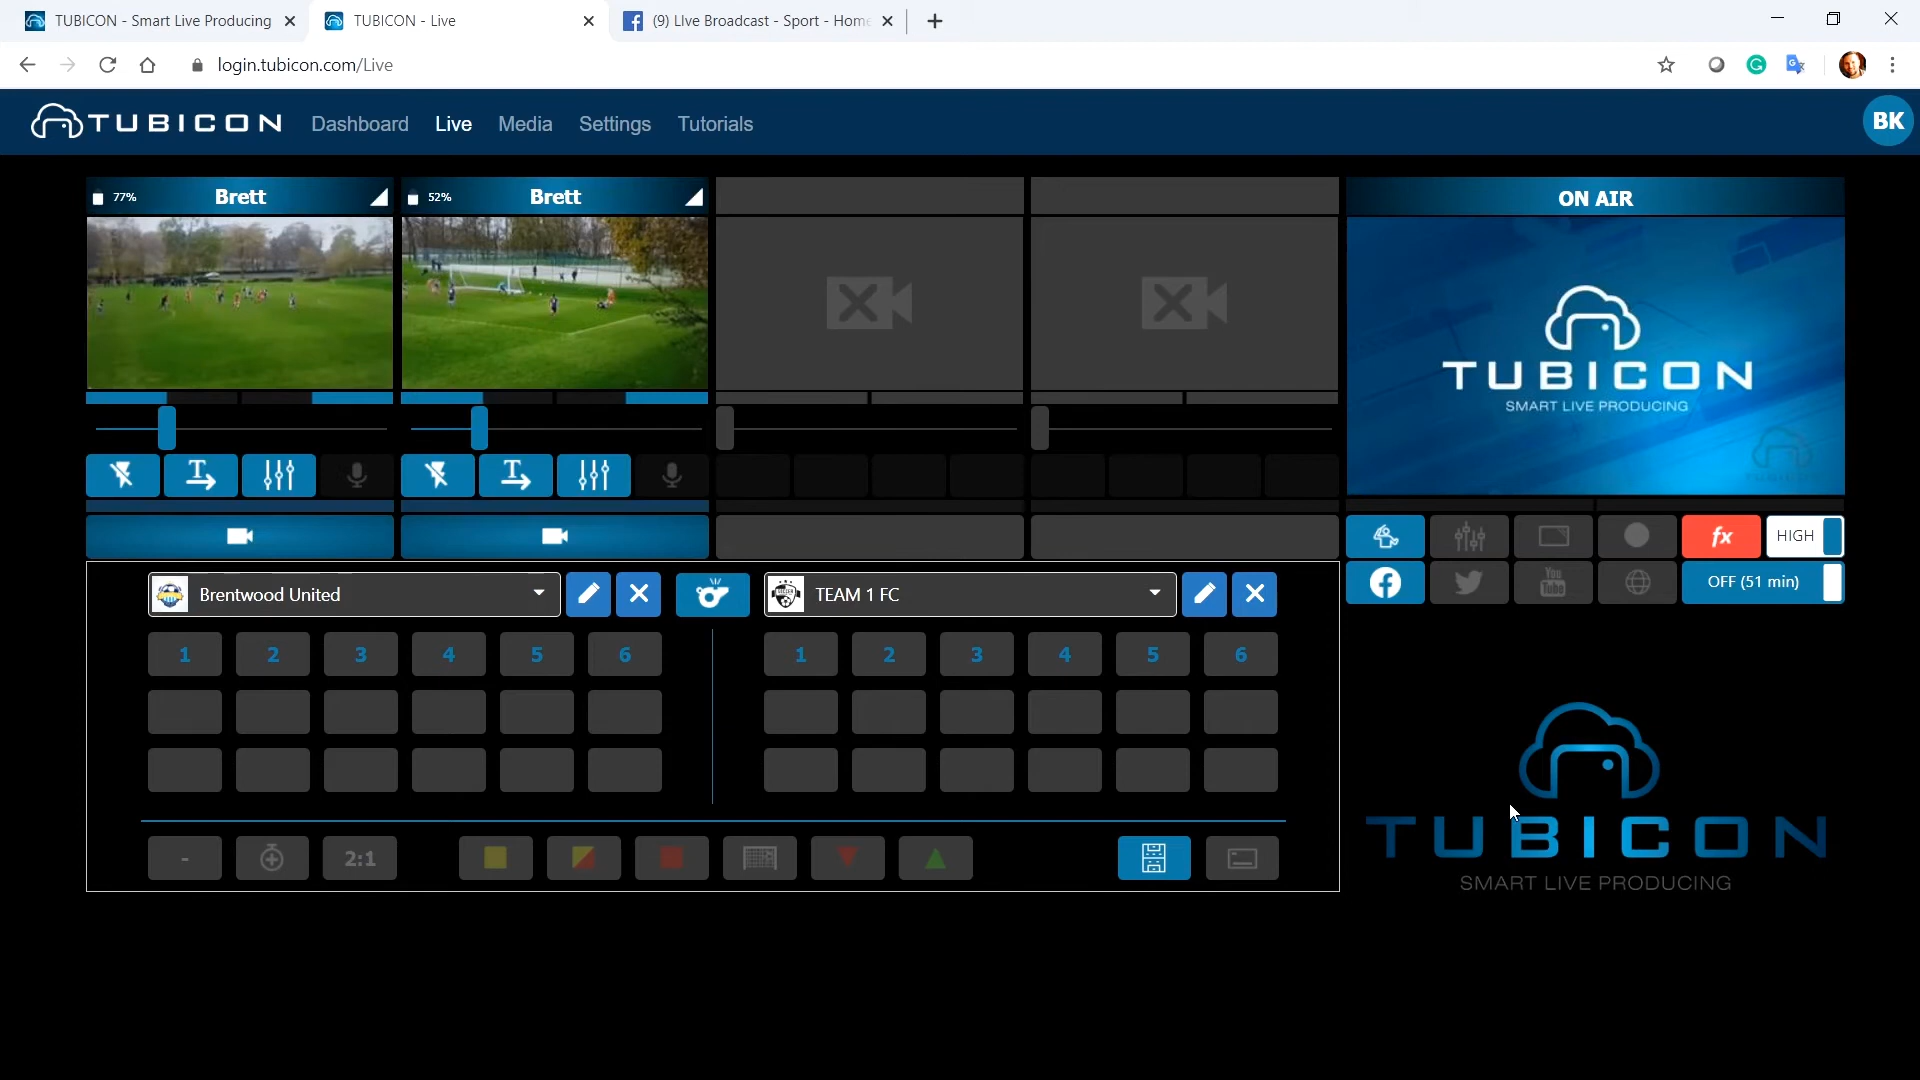 TUBICON - Smart Live Producing
TUBICON - Live
(9) LIve Broadcast - Sport - Home
login.tubicon.com/Live
TUBICON
Dashboard
Live
Media
Settings
Tutorials
BK
77%
Brett
52%
Brett
ON AIR
TUBICON
SMART LIVE PRODUCING
T
T
fx
HIGH
You
Tube
OFF (51 min)
Brentwood United
TEAM 1 FC
1 2 3 4 5 6
1 2 3 4 5 6
-
2:1
TUBICON
SMART LIVE PRODUCING